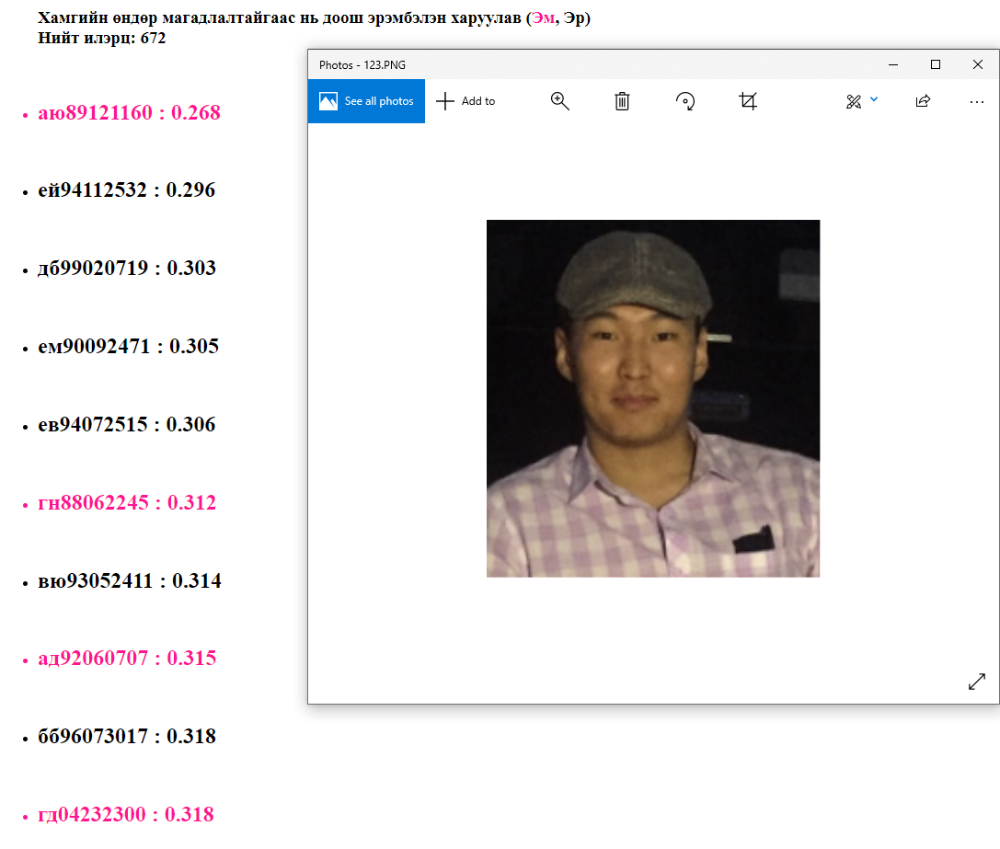 Хамгийн өндөр магадлалтайгаас нь доош эрэмбэлэн харуулав (Эм, Эр)
Нийт илэрц: 672
Photos - 123.PNG
See all photos
Add to
аю89121160 : 0.268
ей94112532 : 0.296
дб99020719 : 0.303
ем90092471 : 0.305
ев94072515 : 0.306
гн88062245 : 0.312
вю93052411 : 0.314
ад92060707 : 0.315
бб96073017 : 0.318
гд04232300 : 0.318